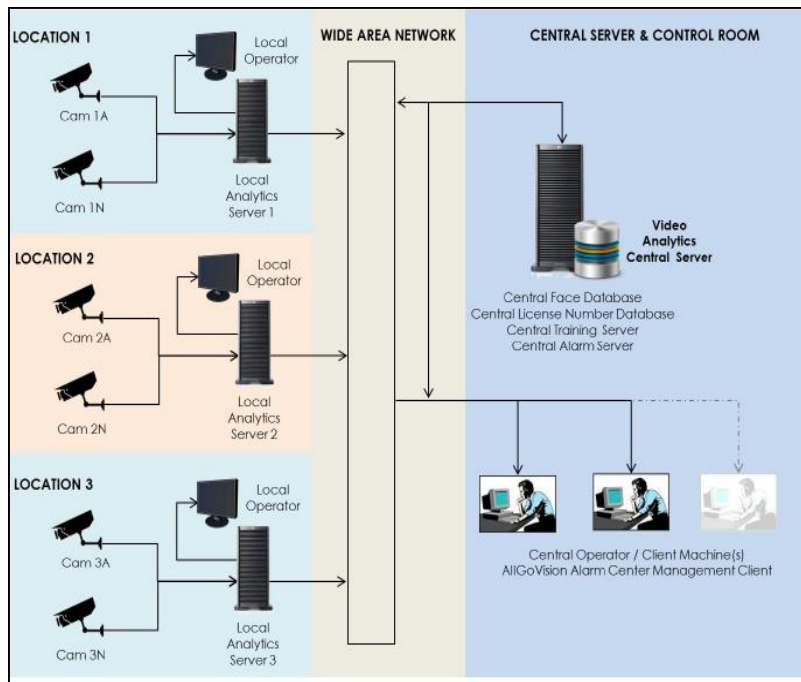 LOCATION 1
Local
Operator
Cam 1A
Cam 1N
Local
Analytics
Server 1
LOCATION 2
Local
Operator
Cam 2A
Cam 2N
Local
Analytics
Server 2
LOCATION 3
Local
Operator
Cam 3A
Cam 3N
Local
Analytics
Server 3
WIDE AREA NETWORK
CENTRAL SERVER & CONTROL ROOM
Video
Analytics
Central Server
Central Face Database
Central License Number Database
Central Training Server
Central Alarm Server
Central Operator / Client Machine(s)
AllGoVision Alarm Center Management Client